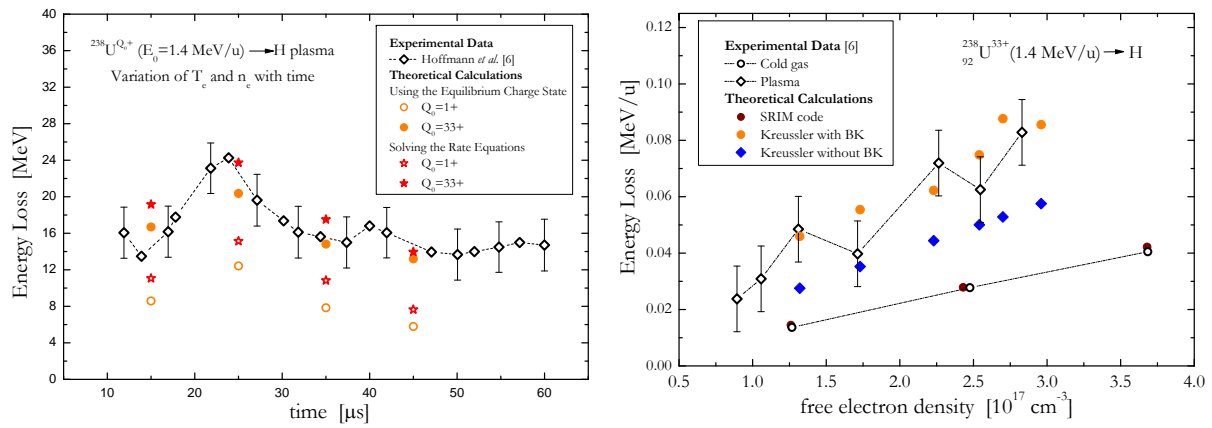 40
36
32
28
24
20
16
12
8
4
0
Energy Loss [MeV]
²³⁸U^Q₀⁺ (E₀=1.4 MeV/u) → H plasma
Variation of Tₑ and nₑ with time
Experimental Data
Hoffmann et al. [6]
Theoretical Calculations
Using the Equilibrium Charge State
Q₀=1+
Q₀=33+
Solving the Rate Equations
Q₀=1+
Q₀=33+
10 20 30 40 50 60
time [μs]
0.12
0.10
0.08
0.06
0.04
0.02
0.00
Energy Loss [MeV/u]
Experimental Data [6]
Cold gas
Plasma
Theoretical Calculations
SRIM code
Kreussler with BK
Kreussler without BK
²³⁸₉₂U³³⁺(1.4 MeV/u) → H
0.5 1.0 1.5 2.0 2.5 3.0 3.5 4.0
free electron density [10¹⁷ cm⁻³]